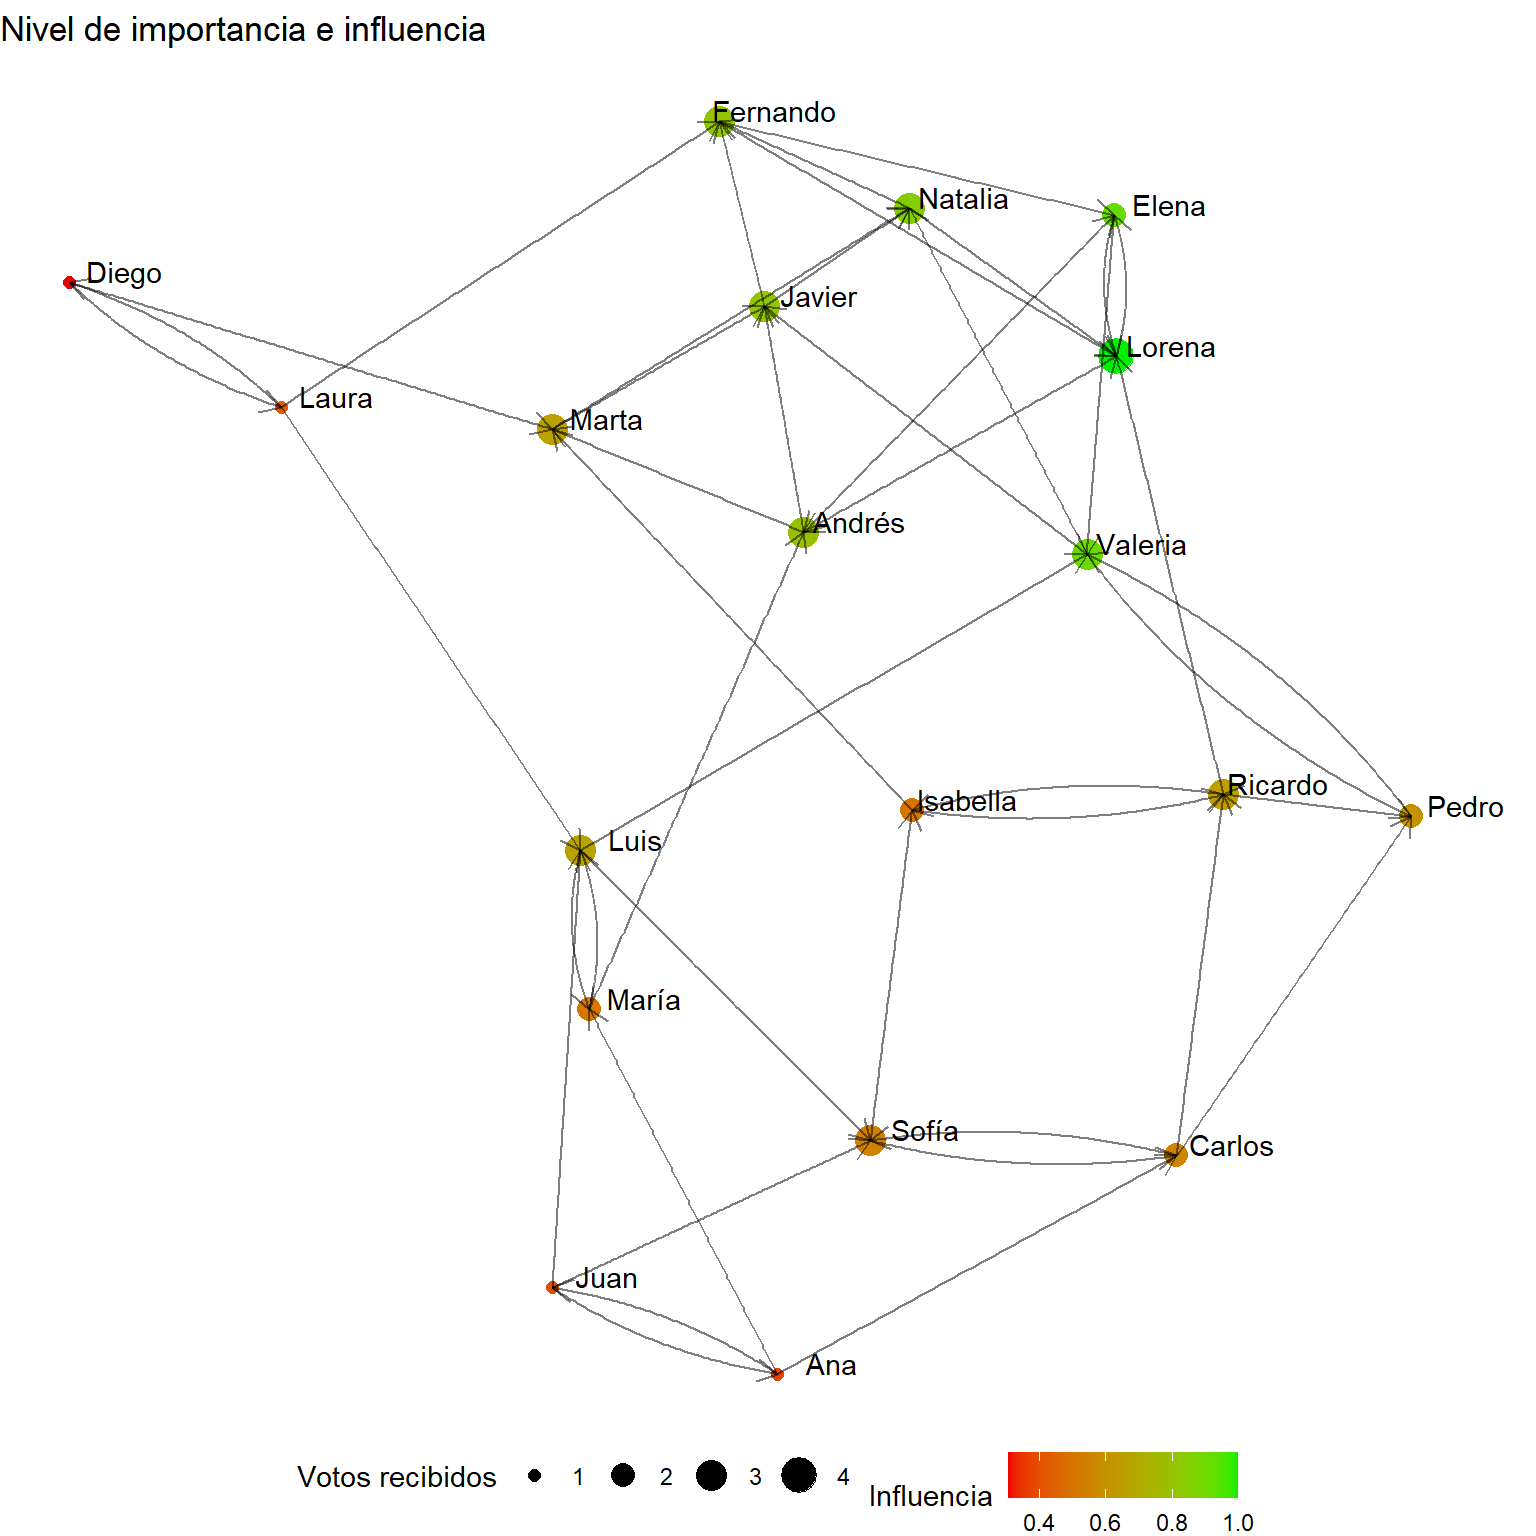 Nivel de importancia e influencia
Fernando
Natalia
Elena
Diego
Javier
Lorena
Laura
Marta
Andrés
Valeria
Isabella
Ricardo
Pedro
Luis
María
Sofía
Carlos
Juan
Ana
Votos recibidos 1 2 3 4
Influencia
0.4 0.6 0.8 1.0